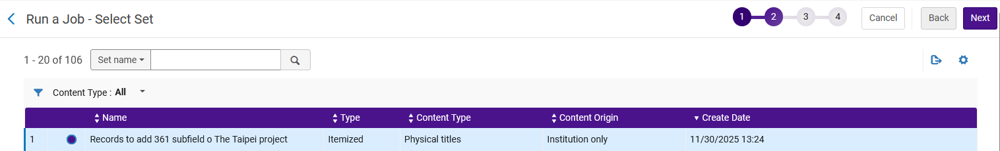 Run a Job - Select Set
1 2 3 4 Cancel Back Next
1 - 20 of 106 Set name
Content Type : All
Name Type Content Type Content Origin Create Date
1 Records to add 361 subfield o The Taipei project Itemized Physical titles Institution only 11/30/2025 13:24